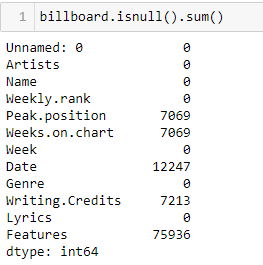 1 billboard.isnull().sum()
Unnamed: 0 0
Artists 0
Name 0
Weekly.rank 0
Peak.position 7069
Weeks.on.chart 7069
Week 0
Date 12247
Genre 0
Writing.Credits 7213
Lyrics 0
Features 75936
dtype: int64